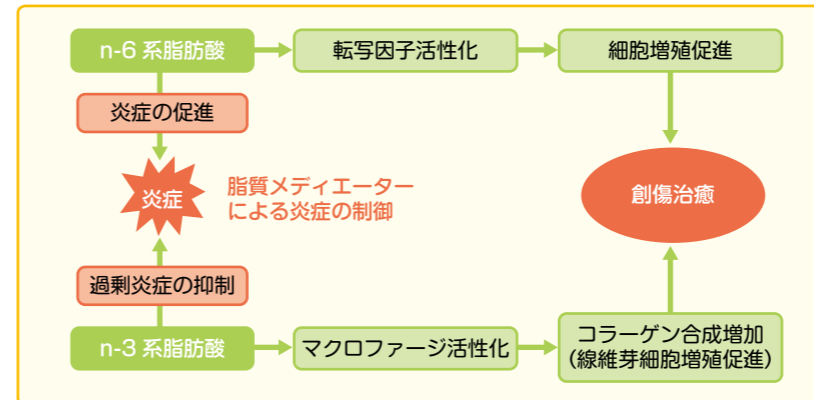 n-6 系脂肪酸
転写因子活性化
細胞増殖促進
炎症の促進
炎症
脂質メディエーター
による炎症の制御
創傷治癒
過剰炎症の抑制
n-3 系脂肪酸
マクロファージ活性化
コラーゲン合成増加
(線維芽細胞増殖促進)